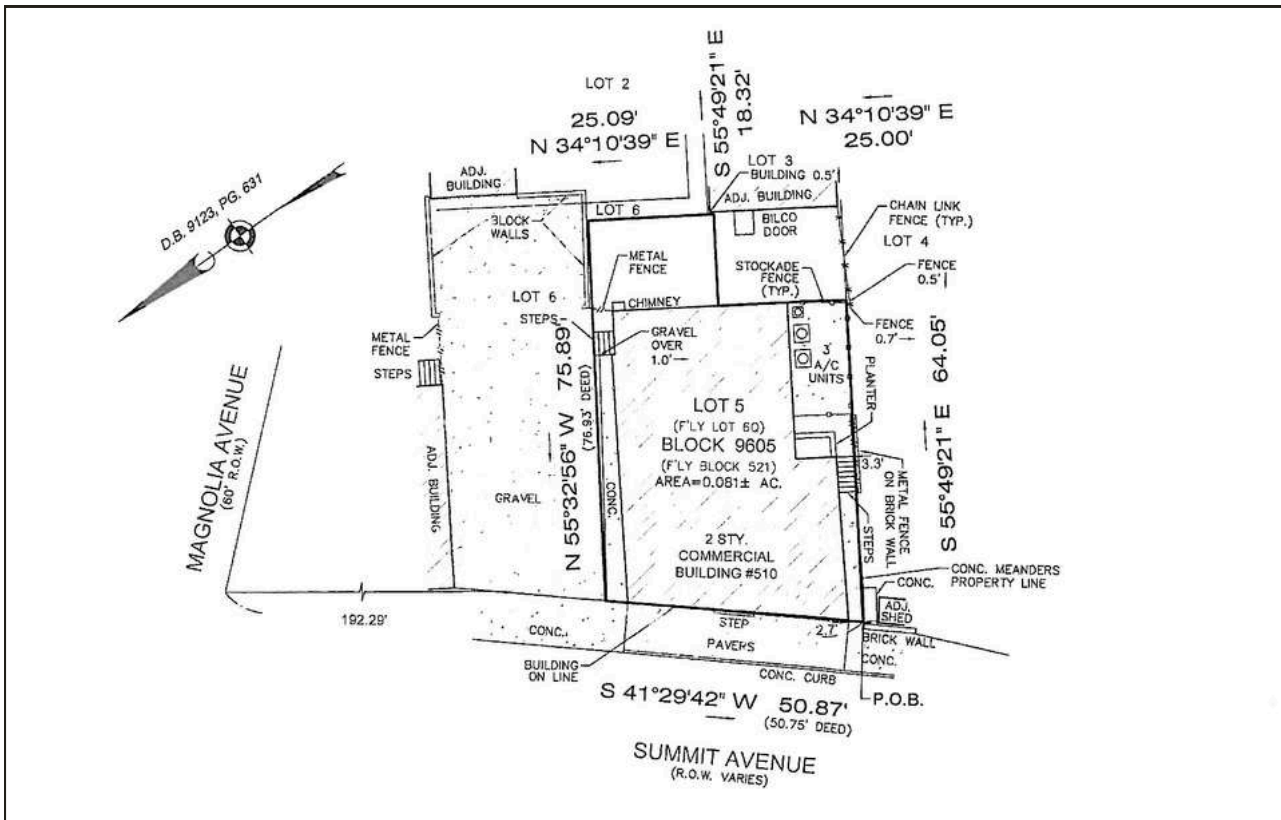 LOT 2
25.09'
N 34°10'39" E
S 55°49'21" E
18.32'
N 34°10'39" E
25.00'
D.B. 9123, PG. 631
ADJ.
BUILDING
BLOCK
WALLS
LOT 6
LOT 3
BUILDING 0.5'
ADJ. BUILDING
BILCO
DOOR
CHAIN LINK
FENCE (TYP.)
LOT 4
FENCE
0.5'
METAL
FENCE
STOCKADE
FENCE
(TYP.)
LOT 6
CHIMNEY
STEPS
GRAVEL
OVER
1.0'
FENCE
0.7'
METAL
FENCE
STEPS
3
A/C
UNITS
PLANTER
MAGNOLIA AVENUE
(60' R.O.W.)
ADJ. BUILDING
GRAVEL
N 55°32'56" W 75.89'
(76.93' DEED)
CONC.
LOT 5
(F'LY LOT 60)
BLOCK 9605
(F'LY BLOCK 521)
AREA=0.081± AC.
3.3'
METAL FENCE
ON BRICK WALL
STEPS
S 55°49'21" E 64.05'
2 STY.
COMMERCIAL
BUILDING #510
CONC. MEANDERS
PROPERTY LINE
CONC.
ADJ.
SHED
192.29'
CONC.
STEP
PAVERS
2.7'
BRICK WALL
CONC.
BUILDING
ON LINE
CONC. CURB
P.O.B.
S 41°29'42" W 50.87'
(50.75' DEED)
SUMMIT AVENUE
(R.O.W. VARIES)